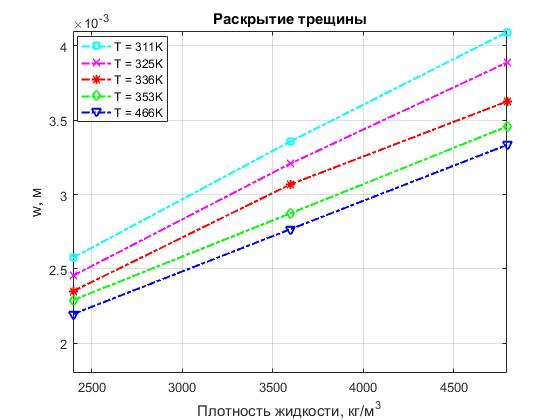 Раскрытие трещины
×10⁻³
4
3.5
3
2.5
2
w, м
T = 311K
T = 325K
T = 336K
T = 353K
T = 466K
2500 3000 3500 4000 4500
Плотность жидкости, кг/м³